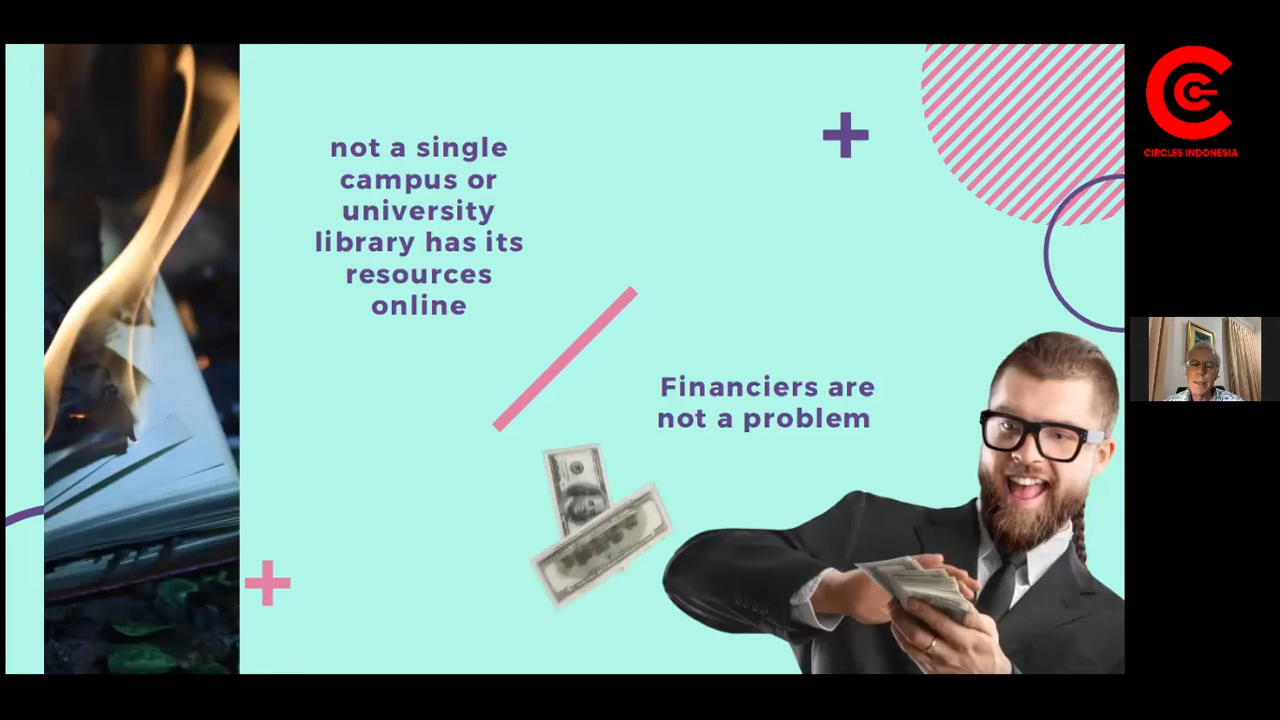 not a single
campus or
university
library has its
resources
online
Financiers are
not a problem
CIRCLES INDONESIA